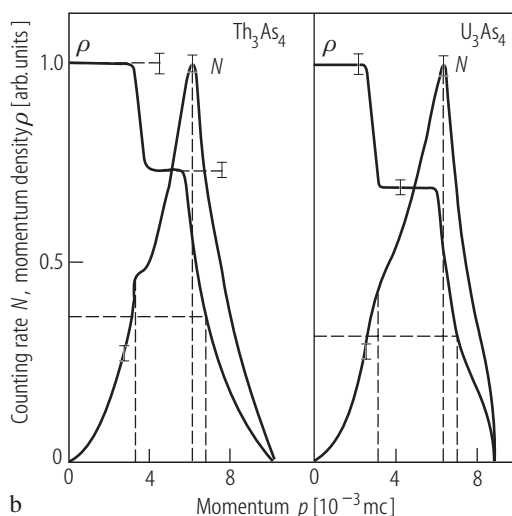 Th₃As₄
U₃As₄
ρ
N
ρ
N
Counting rate N, momentum density ρ [arb. units]
1.0
0.5
0
0
4
8
0
4
8
b
Momentum p [10⁻³ mc]